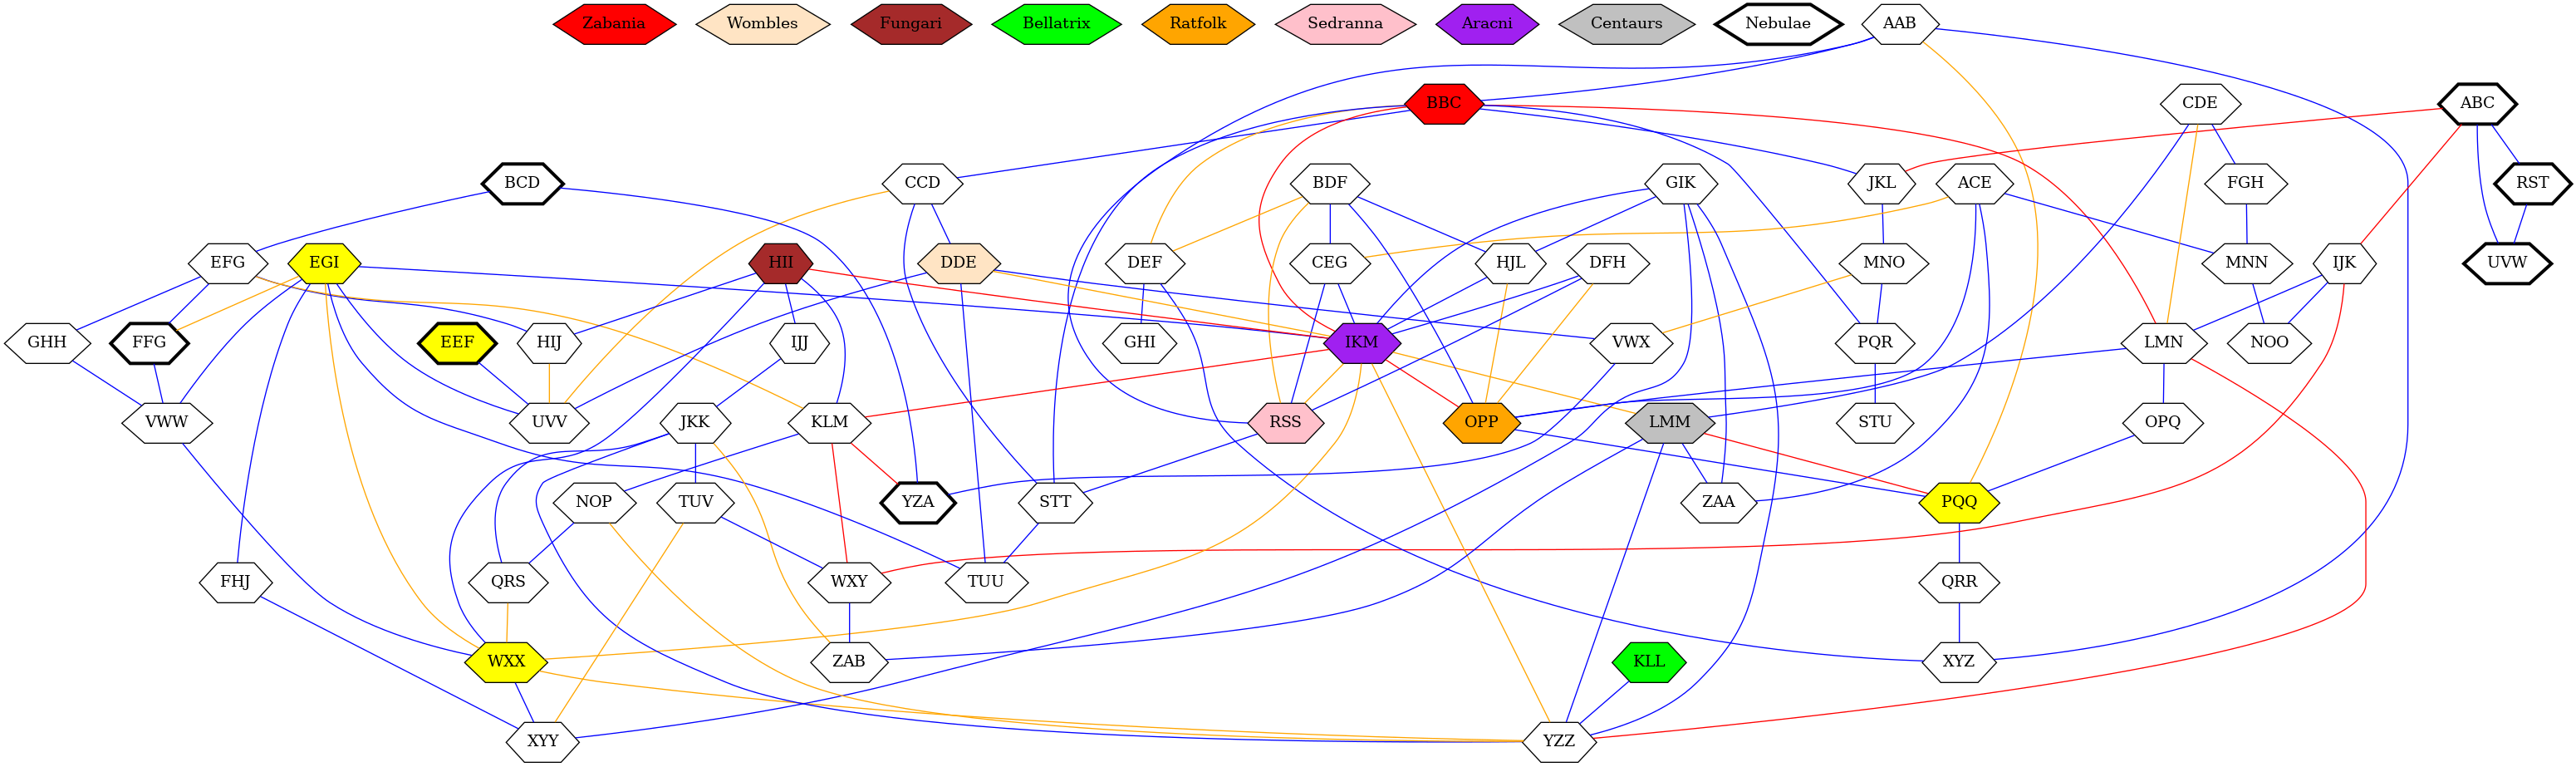 Zabania Wombles Fungari Bellatrix Ratfolk Sedranna Aracni Centaurs Nebulae AAB
BBC CDE ABC
BCD CCD BDF GIK JKL ACE FGH RST
EFG EGI HII DDE DEF CEG HJL DFH MNO MNN IJK UVW
GHH FFG EEF HIJ IJJ GHI IKM VWX PQR LMN NOO
VWW UVV JKK KLM RSS OPP LMM STU OPQ
NOP TUV YZA STT ZAA PQQ
FHJ QRS WXY TUU QRR
WXX ZAB KLL XYZ
XYY YZZ